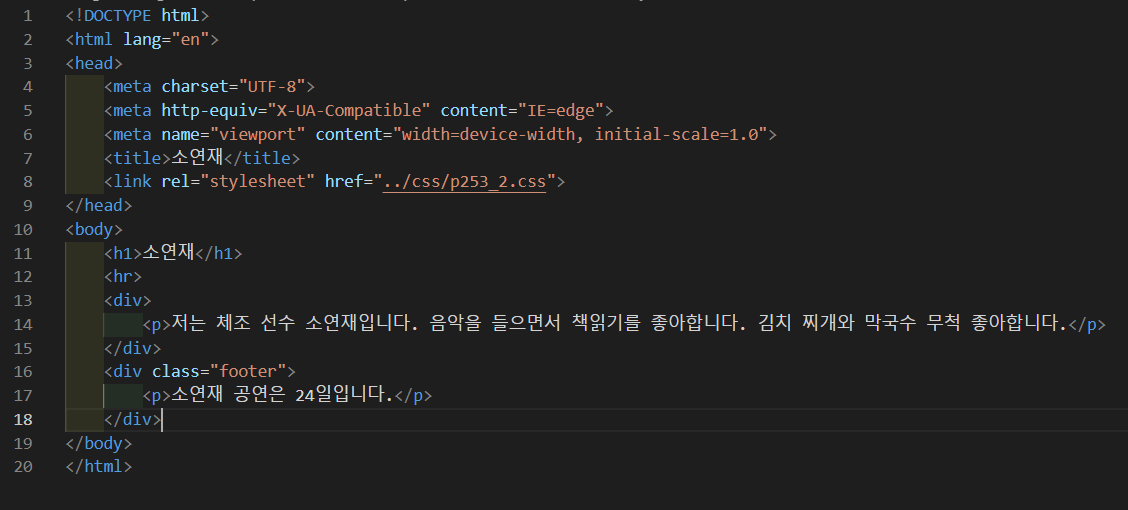 1 <!DOCTYPE html>
2 <html lang="en">
3 <head>
4 <meta charset="UTF-8">
5 <meta http-equiv="X-UA-Compatible" content="IE=edge">
6 <meta name="viewport" content="width=device-width, initial-scale=1.0">
7 <title>소연재</title>
8 <link rel="stylesheet" href="../css/p253_2.css">
9 </head>
10 <body>
11 <h1>소연재</h1>
12 <hr>
13 <div>
14 <p>저는 체조 선수 소연재입니다. 음악을 들으면서 책읽기를 좋아합니다. 김치 찌개와 막국수 무척 좋아합니다.</p>
15 </div>
16 <div class="footer">
17 <p>소연재 공연은 24일입니다.</p>
18 </div>
19 </body>
20 </html>